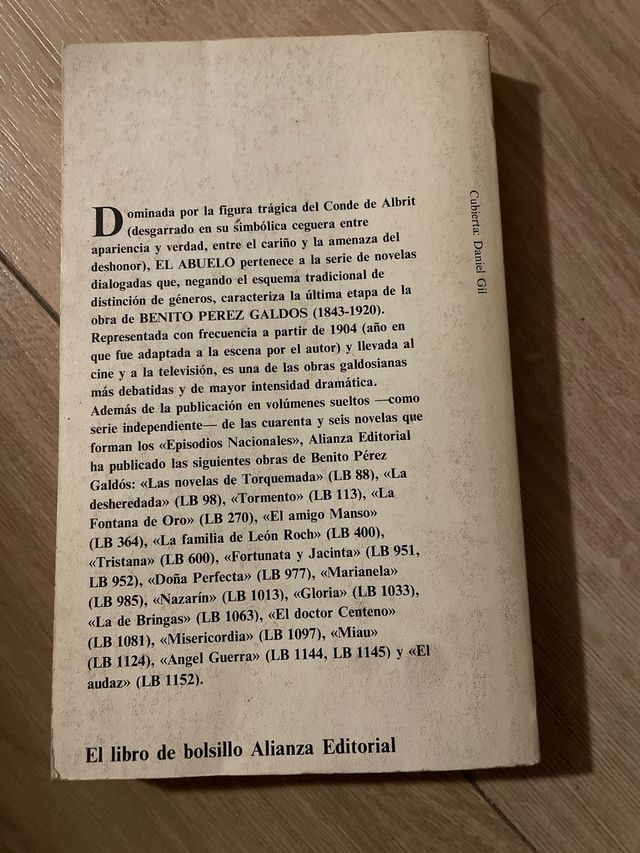 Dominada por la figura trágica del Conde de Albrit
(desgarrado en su simbólica ceguera entre
apariencia y verdad, entre el cariño y la amenaza del
deshonor), EL ABUELO pertenece a la serie de novelas
dialogadas que, negando el esquema tradicional de
distinción de géneros, caracteriza la última etapa de la
obra de BENITO PEREZ GALDOS (1843-1920).
Representada con frecuencia a partir de 1904 (año en
que fue adaptada a la escena por el autor) y llevada al
cine y a la televisión, es una de las obras galdosianas
más debatidas y de mayor intensidad dramática.
Además de la publicación en volúmenes sueltos —como
serie independiente— de las cuarenta y seis novelas que
forman los «Episodios Nacionales», Alianza Editorial
ha publicado las siguientes obras de Benito Pérez
Galdós: «Las novelas de Torquemada» (LB 88), «La
desheredada» (LB 98), «Tormento» (LB 113), «La
Fontana de Oro» (LB 270), «El amigo Manso»
(LB 364), «La familia de León Roch» (LB 400),
«Tristana» (LB 600), «Fortunata y Jacinta» (LB 951,
LB 952), «Doña Perfecta» (LB 977), «Marianela»
(LB 985), «Nazarín» (LB 1013), «Gloria» (LB 1033),
«La de Bringas» (LB 1063), «El doctor Centeno»
(LB 1081), «Misericordia» (LB 1097), «Miau»
(LB 1124), «Angel Guerra» (LB 1144, LB 1145) y «El
audaz» (LB 1152).
El libro de bolsillo Alianza Editorial
Cubierta: Daniel Gil